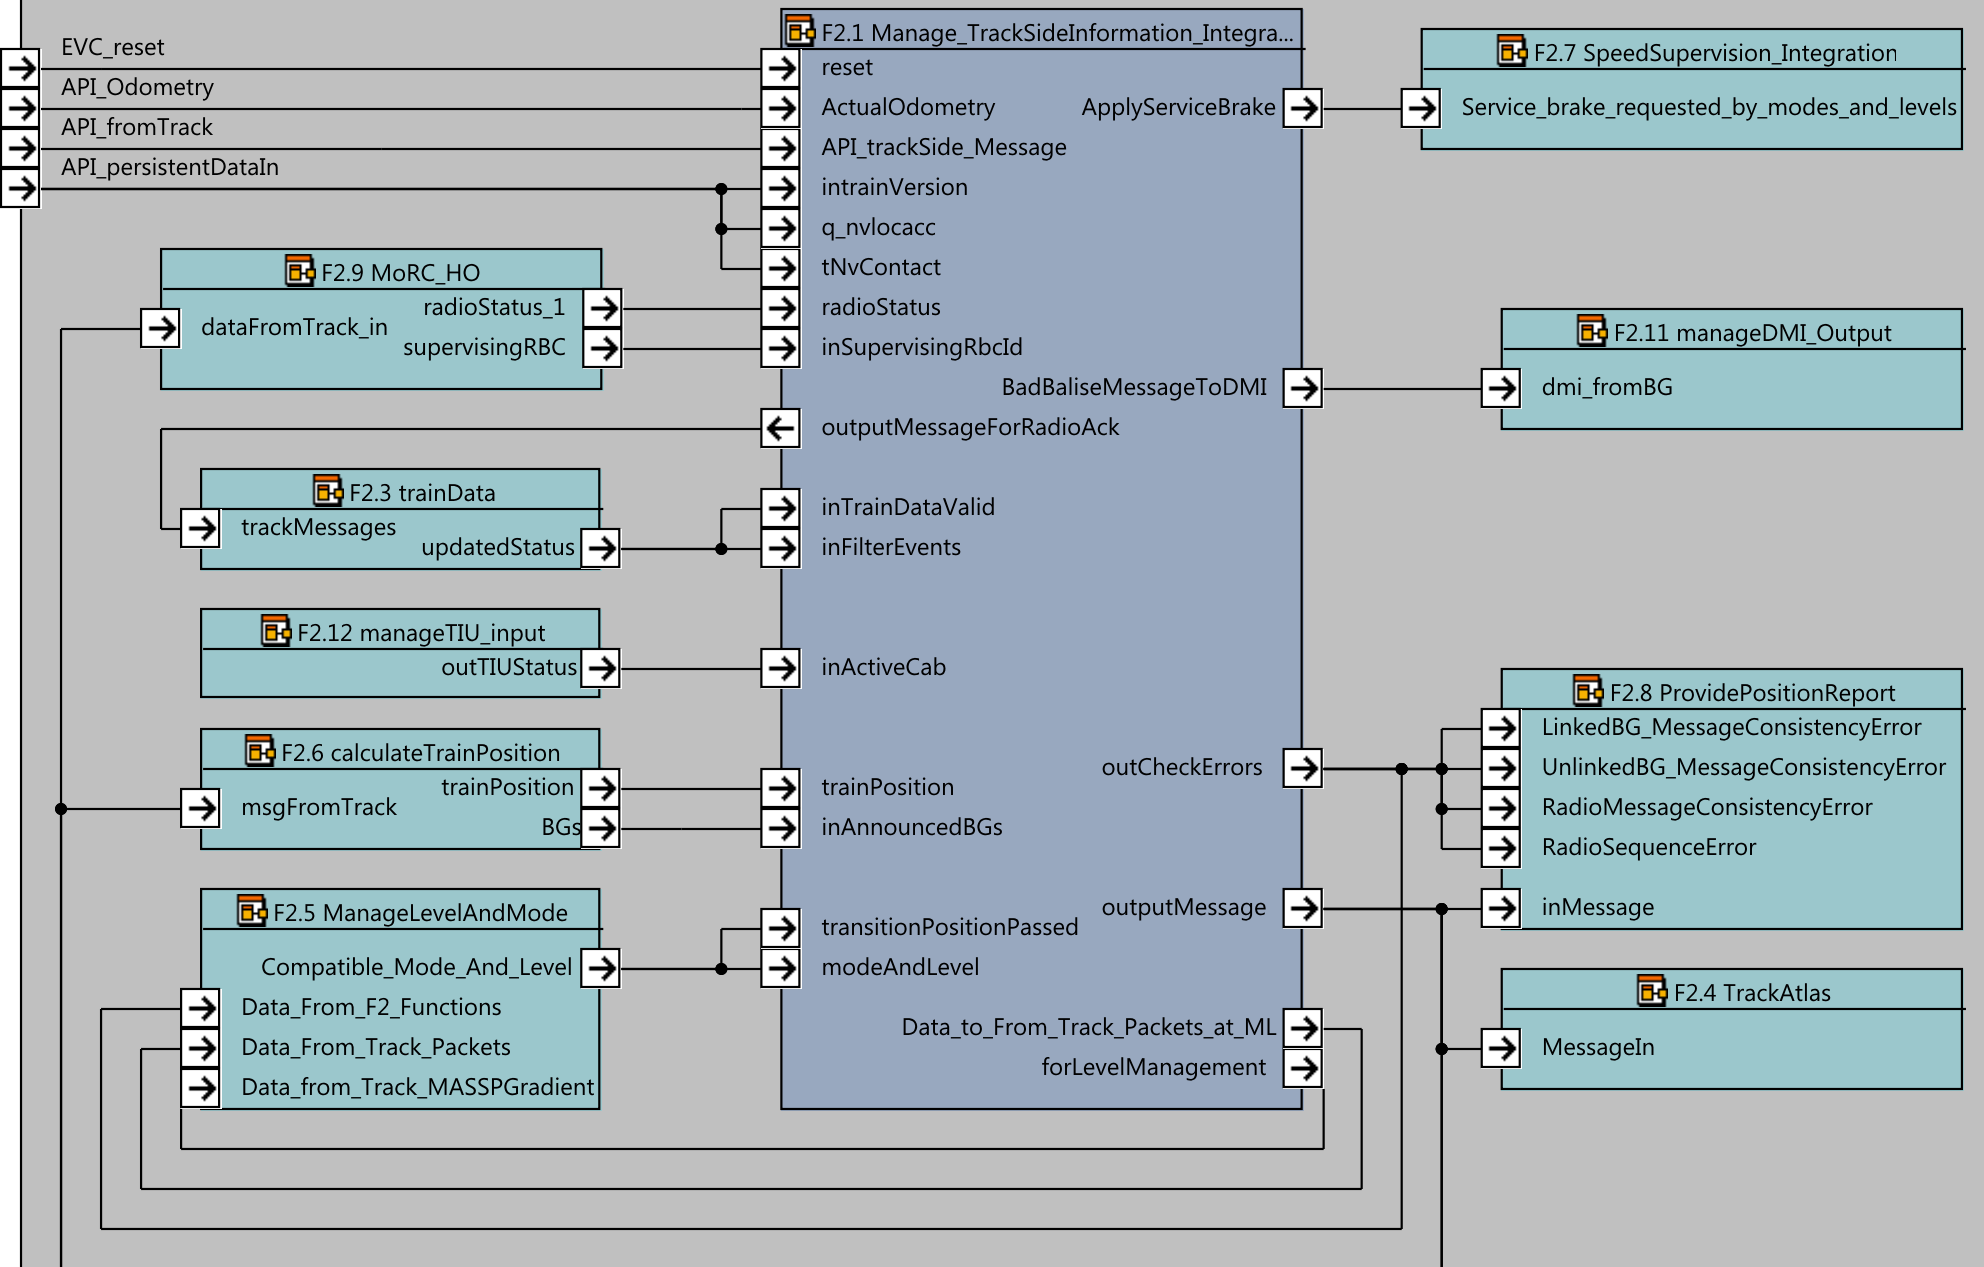 EVC_reset
API_Odometry
API_fromTrack
API_persistentDataIn
F2.9 MoRC_HO
radioStatus_1
dataFromTrack_in
supervisingRBC
F2.3 trainData
trackMessages
updatedStatus
F2.12 manageTIU_input
outTIUStatus
F2.6 calculateTrainPosition
trainPosition
msgFromTrack
BGs
F2.5 ManageLevelAndMode
Compatible_Mode_And_Level
Data_From_F2_Functions
Data_From_Track_Packets
Data_from_Track_MASSPGradient
F2.1 Manage_TrackSideInformation_Integra...
reset
ActualOdometry
ApplyServiceBrake
API_trackSide_Message
intrainVersion
q_nvlocacc
tNvContact
radioStatus
inSupervisingRbcId
BadBaliseMessageToDMI
outputMessageForRadioAck
inTrainDataValid
inFilterEvents
inActiveCab
outCheckErrors
trainPosition
inAnnouncedBGs
outputMessage
transitionPositionPassed
modeAndLevel
Data_to_From_Track_Packets_at_ML
forLevelManagement
F2.7 SpeedSupervision_Integration
Service_brake_requested_by_modes_and_levels
F2.11 manageDMI_Output
dmi_fromBG
F2.8 ProvidePositionReport
LinkedBG_MessageConsistencyError
UnlinkedBG_MessageConsistencyError
RadioMessageConsistencyError
RadioSequenceError
inMessage
F2.4 TrackAtlas
MessageIn